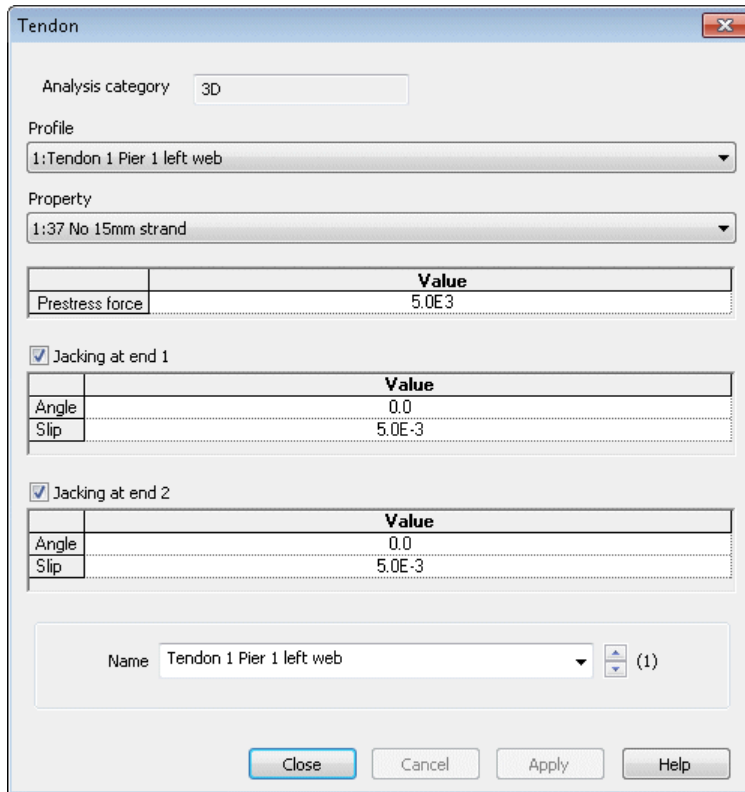 Tendon
Analysis category 3D
Profile
1:Tendon 1 Pier 1 left web
Property
1:37 No 15mm strand
Value
Prestress force 5.0E3
Jacking at end 1
Value
Angle 0.0
Slip 5.0E-3
Jacking at end 2
Value
Angle 0.0
Slip 5.0E-3
Name Tendon 1 Pier 1 left web (1)
Close Cancel Apply Help